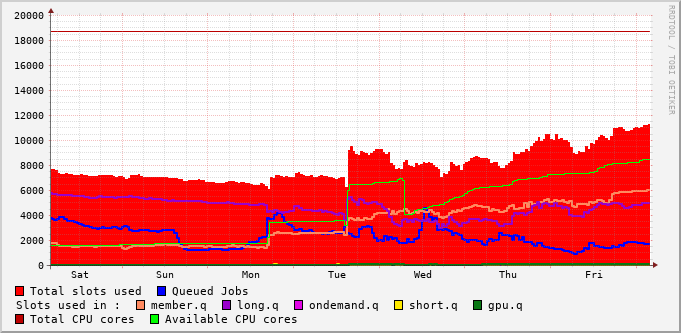 20000
18000
16000
14000
12000
10000
8000
6000
4000
2000
0
Sat Sun Mon Tue Wed Thu Fri
RRDTOOL / TOBI OETIKER
Total slots used Queued Jobs
Slots used in : member.q long.q ondemand.q short.q gpu.q
Total CPU cores Available CPU cores